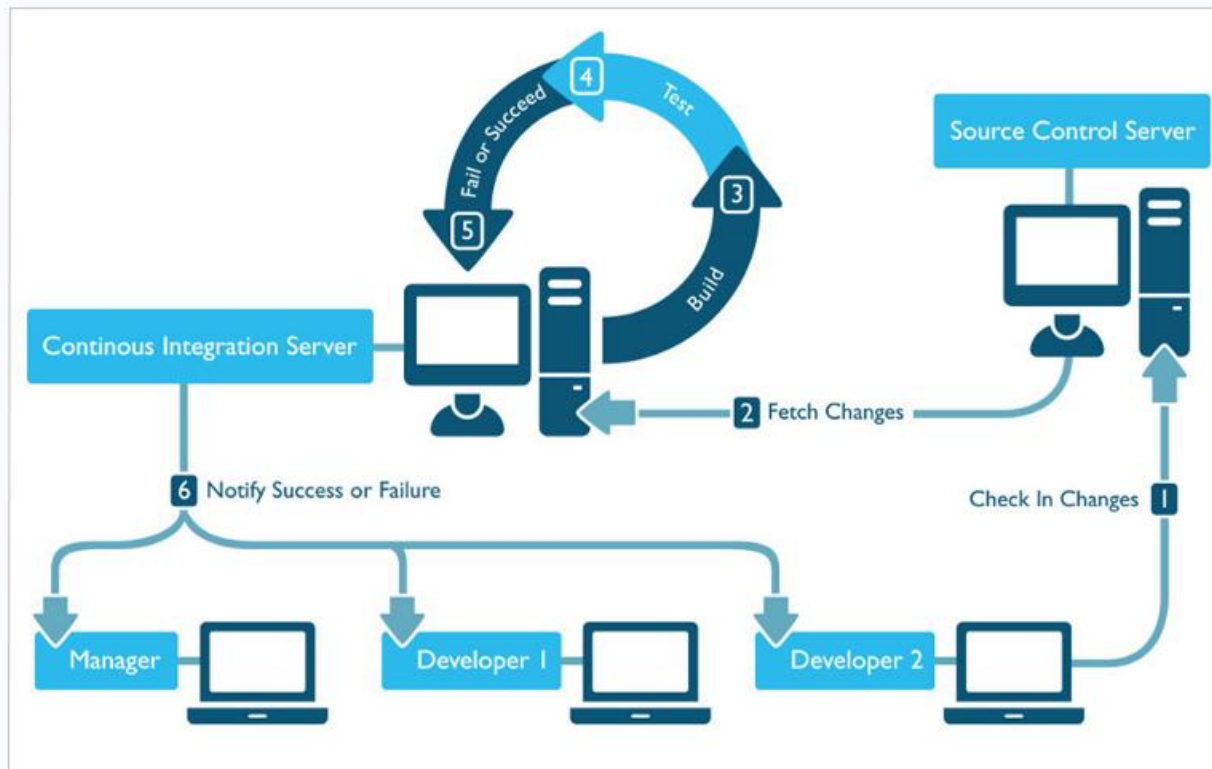 4
Test
Fail or Succeed
3
5
Build
Source Control Server
Continous Integration Server
2 Fetch Changes
6 Notify Success or Failure
Check In Changes 1
Manager
Developer 1
Developer 2